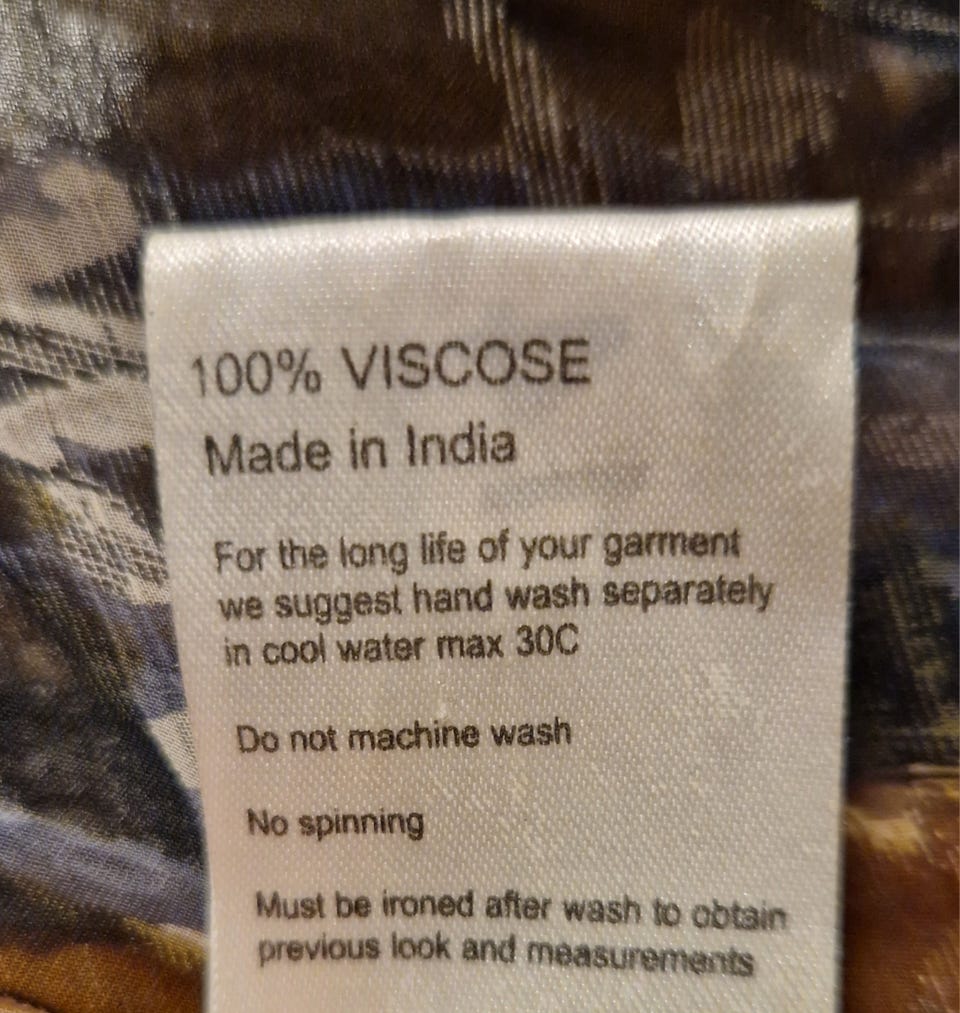 100% VISCOSE
Made in India
For the long life of your garment
we suggest hand wash separately
in cool water max 30C
Do not machine wash
No spinning
Must be ironed after wash to obtain
previous look and measurements